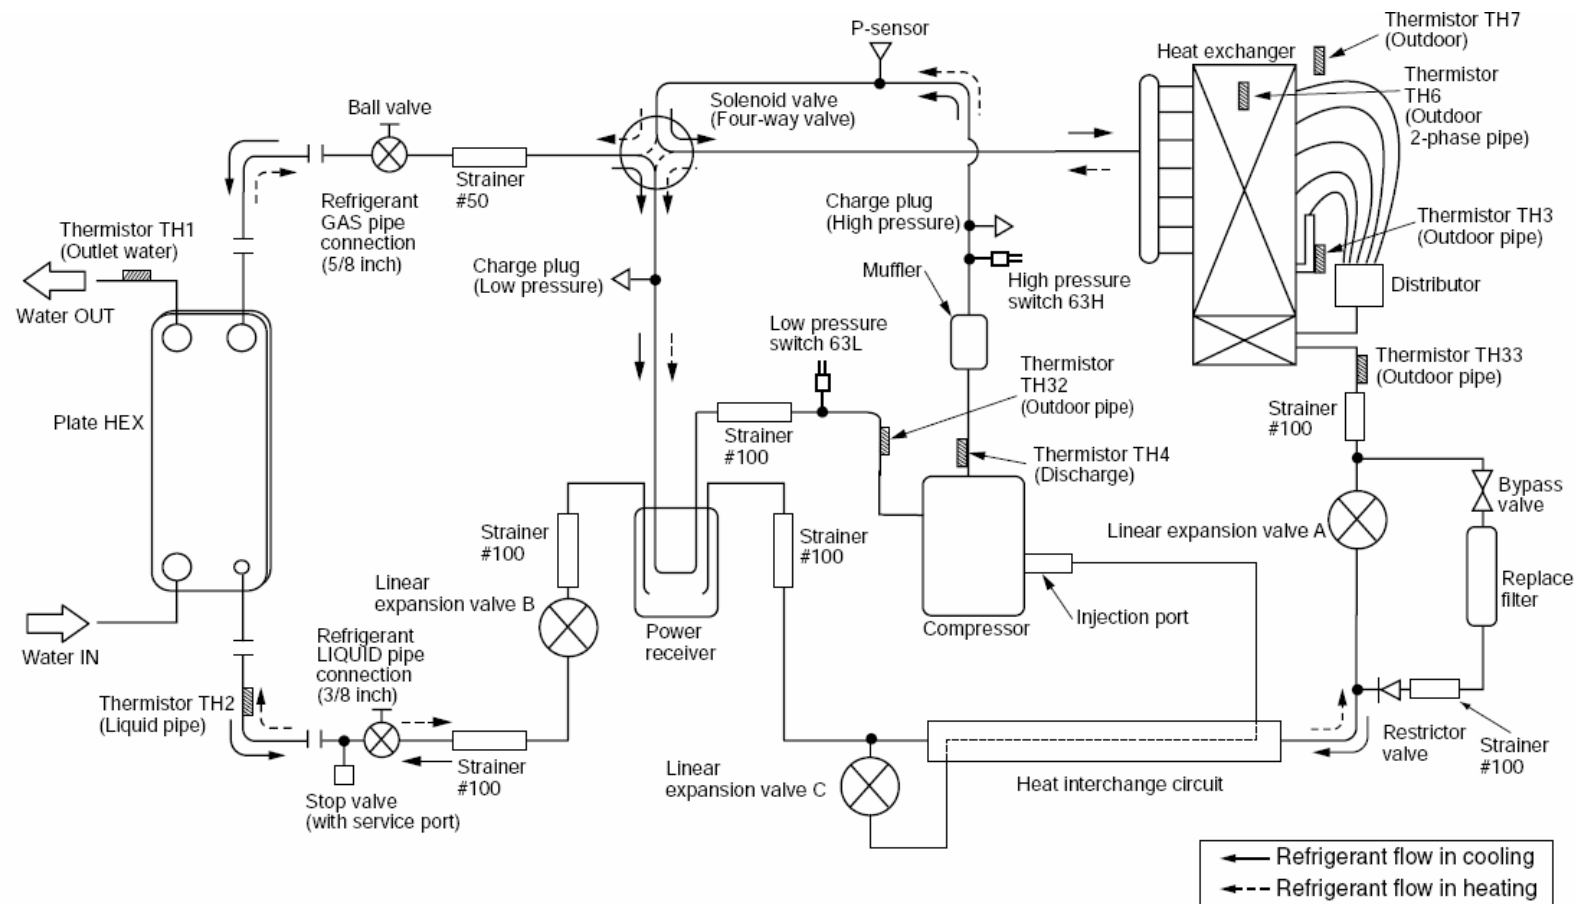 P-sensor
Thermistor TH7
(Outdoor)
Heat exchanger
Thermistor
TH6
(Outdoor
2-phase pipe)
Ball valve
Solenoid valve
(Four-way valve)
Strainer
#50
Refrigerant
GAS pipe
connection
(5/8 inch)
Thermistor TH1
(Outlet water)
Water OUT
Charge plug
(Low pressure)
Charge plug
(High pressure)
Muffler
High pressure
switch 63H
Thermistor TH3
(Outdoor pipe)
Distributor
Low pressure
switch 63L
Thermistor
TH32
(Outdoor pipe)
Thermistor TH33
(Outdoor pipe)
Plate HEX
Strainer
#100
Strainer
#100
Thermistor TH4
(Discharge)
Bypass
valve
Strainer
#100
Strainer
#100
Linear expansion valve A
Linear
expansion valve B
Replace
filter
Injection port
Power
receiver
Compressor
Water IN
Refrigerant
LIQUID pipe
connection
(3/8 inch)
Thermistor TH2
(Liquid pipe)
Strainer
#100
Stop valve
(with service port)
Linear
expansion valve C
Heat interchange circuit
Restrictor
valve
Strainer
#100
Refrigerant flow in cooling
Refrigerant flow in heating